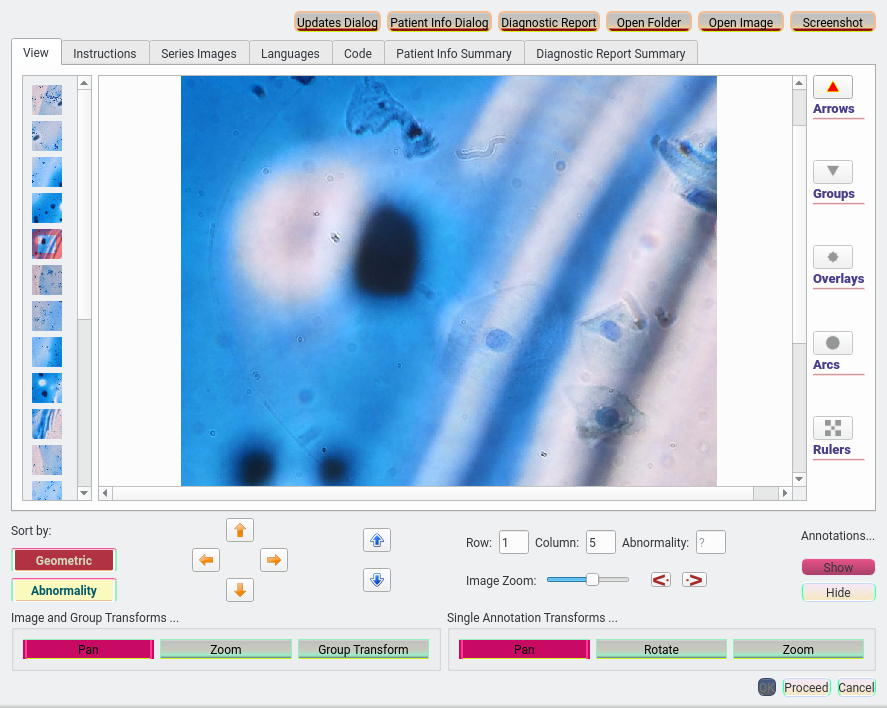 Updates Dialog Patient Info Dialog Diagnostic Report Open Folder Open Image Screenshot
View Instructions Series Images Languages Code Patient Info Summary Diagnostic Report Summary
Arrows
Groups
Overlays
Arcs
Rulers
Sort by:
Geometric
Abnormality
Row: 1 Column: 5 Abnormality: ?
Image Zoom: < >
Annotations...
Show
Hide
Image and Group Transforms ...
Pan Zoom Group Transform
Single Annotation Transforms ...
Pan Rotate Zoom
OK Proceed Cancel